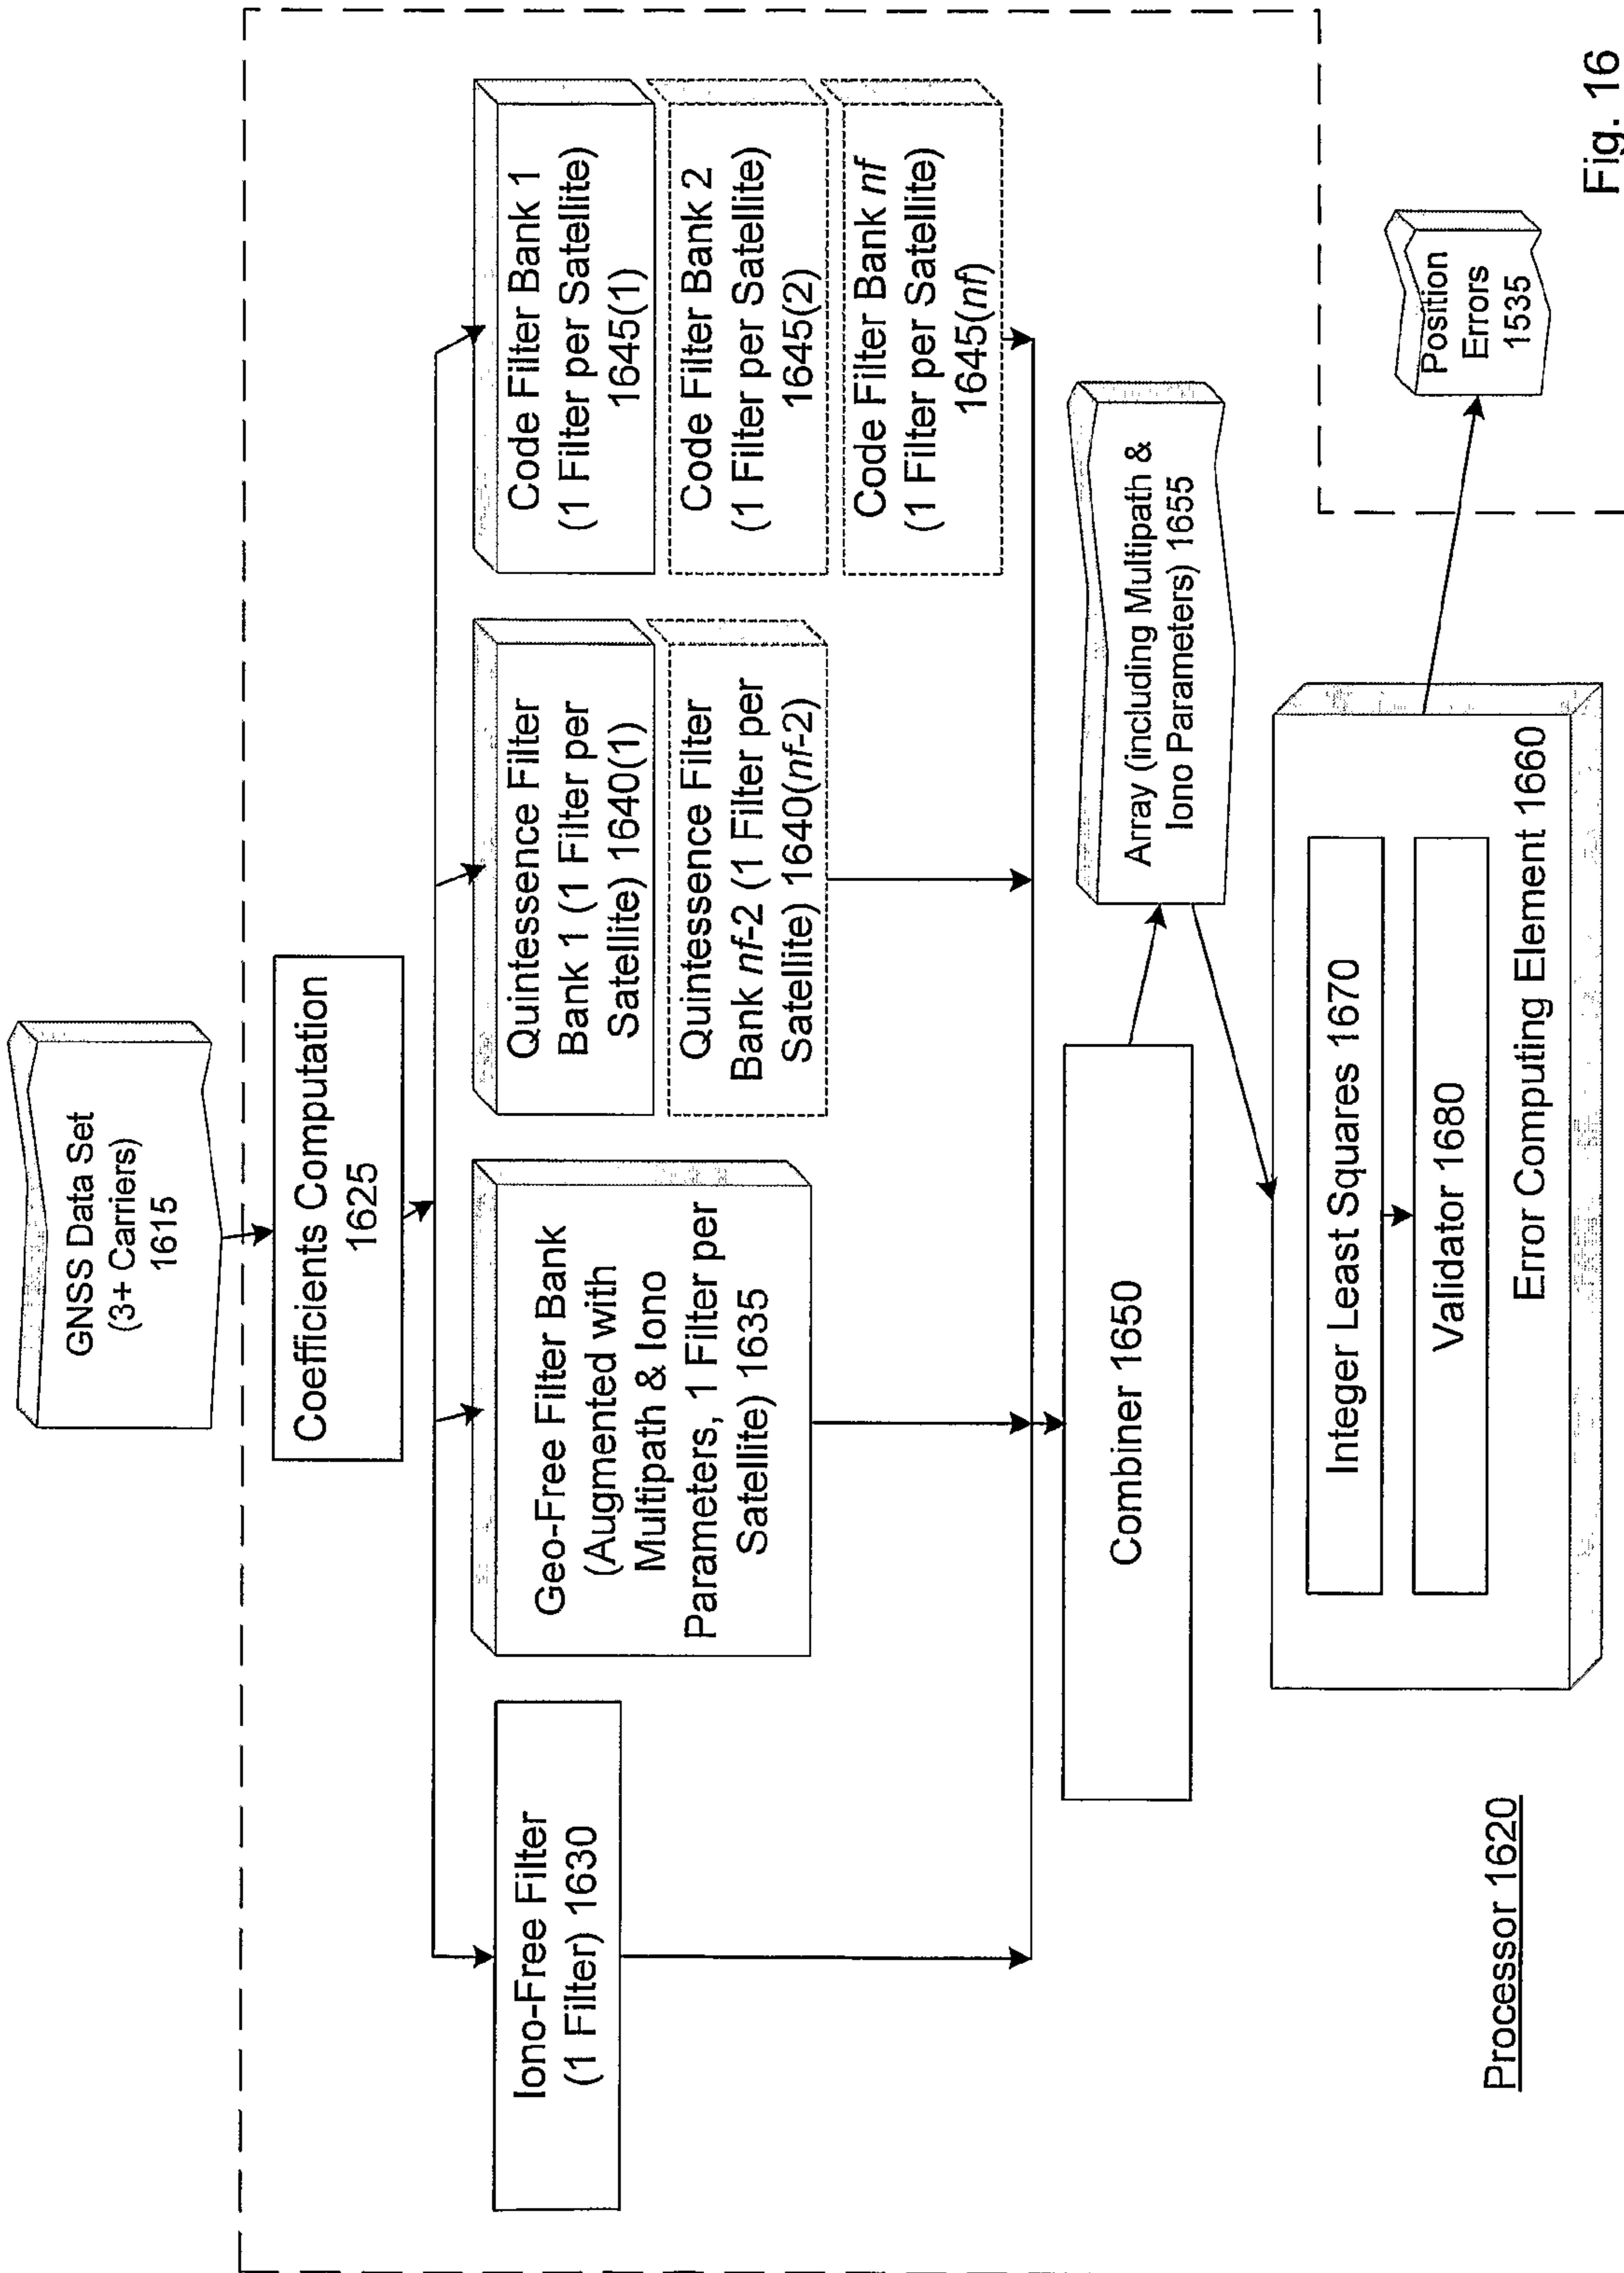 GNSS Data Set
(3+ Carriers)
1615
Coefficients Computation
1625
Iono-Free Filter
(1 Filter) 1630
Geo-Free Filter Bank
(Augmented with
Multipath & Iono
Parameters, 1 Filter per
Satellite) 1635
Quintessence Filter
Bank 1 (1 Filter per
Satellite) 1640(1)
Quintessence Filter
Bank nf-2 (1 Filter per
Satellite) 1640(nf-2)
Code Filter Bank 1
(1 Filter per Satellite)
1645(1)
Code Filter Bank 2
(1 Filter per Satellite)
1645(2)
Code Filter Bank nf
(1 Filter per Satellite)
1645(nf)
Combiner 1650
Array (including Multipath &
Iono Parameters) 1655
Integer Least Squares 1670
Validator 1680
Error Computing Element 1660
Position
Errors
1535
Processor 1620
Fig. 16